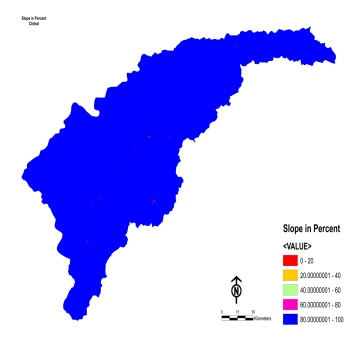 Slope in Percent
Chitral
Slope in Percent
<VALUE>
0 - 20
20.00000001 - 40
40.00000001 - 60
60.00000001 - 80
80.00000001 - 100
N
Kilometers